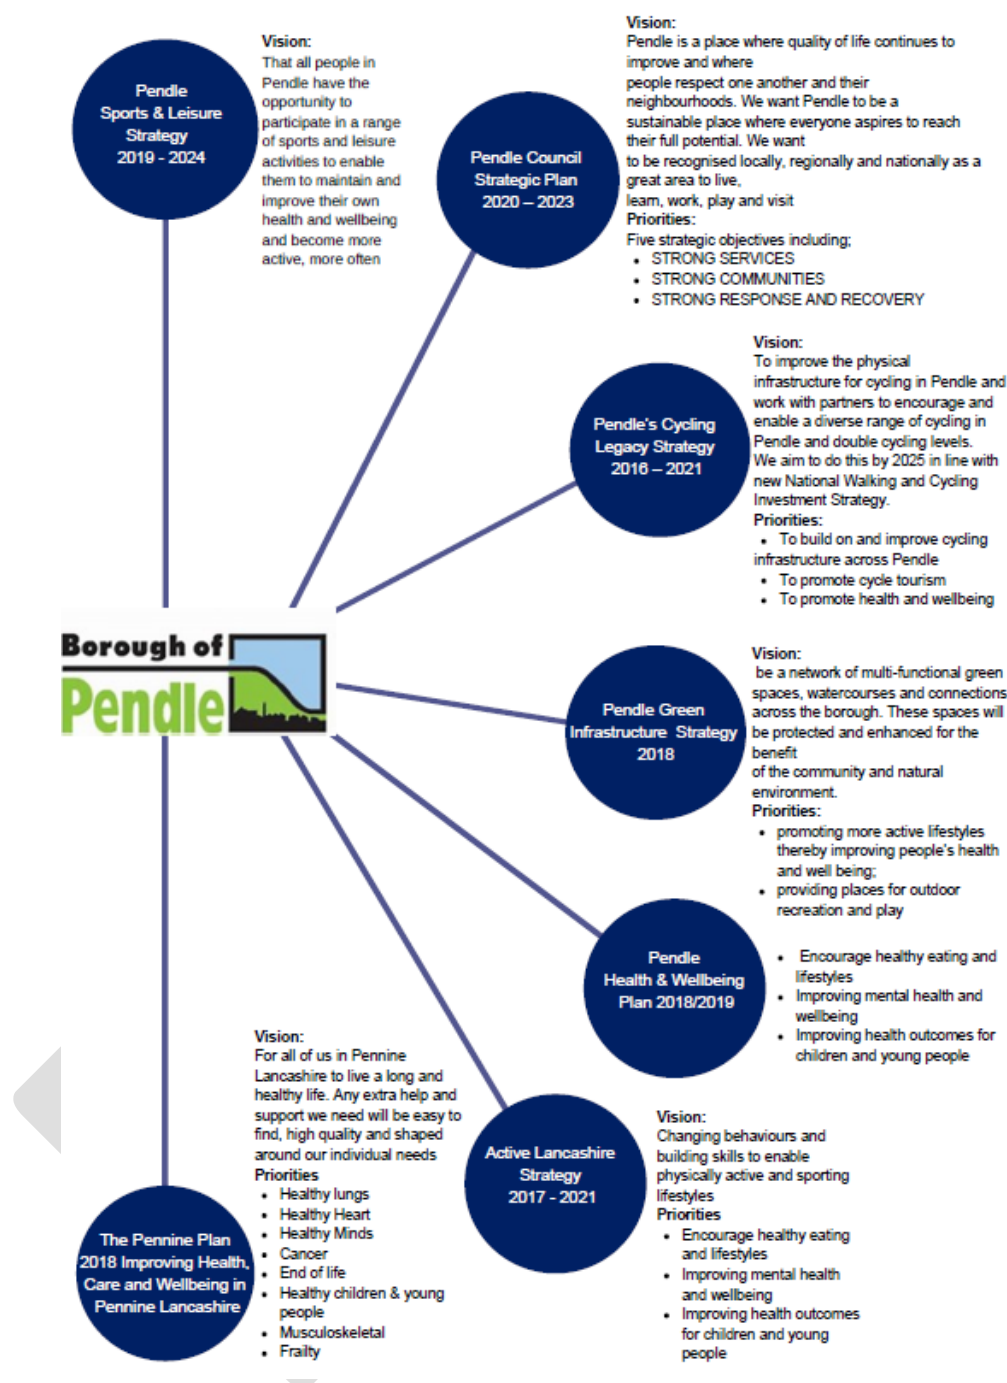 Pendle
Sports & Leisure
Strategy
2019 - 2024
Vision:
That all people in
Pendle have the
opportunity to
participate in a range
of sports and leisure
activities to enable
them to maintain and
improve their own
health and wellbeing
and become more
active, more often
Pendle Council
Strategic Plan
2020 – 2023
Vision:
Pendle is a place where quality of life continues to
improve and where
people respect one another and their
neighbourhoods. We want Pendle to be a
sustainable place where everyone aspires to reach
their full potential. We want
to be recognised locally, regionally and nationally as a
great area to live,
learn, work, play and visit
Priorities:
Five strategic objectives including;
• STRONG SERVICES
• STRONG COMMUNITIES
• STRONG RESPONSE AND RECOVERY
Pendle's Cycling
Legacy Strategy
2016 – 2021
Vision:
To improve the physical
infrastructure for cycling in Pendle and
work with partners to encourage and
enable a diverse range of cycling in
Pendle and double cycling levels.
We aim to do this by 2025 in line with
new National Walking and Cycling
Investment Strategy.
Priorities:
• To build on and improve cycling
infrastructure across Pendle
• To promote cycle tourism
• To promote health and wellbeing
Borough of
Pendle
Pendle Green
Infrastructure Strategy
2018
Vision:
be a network of multi-functional green
spaces, watercourses and connections
across the borough. These spaces will
be protected and enhanced for the
benefit
of the community and natural
environment.
Priorities:
• promoting more active lifestyles
thereby improving people's health
and well being;
• providing places for outdoor
recreation and play
Pendle
Health & Wellbeing
Plan 2018/2019
• Encourage healthy eating and
lifestyles
• Improving mental health and
wellbeing
• Improving health outcomes for
children and young people
Active Lancashire
Strategy
2017 - 2021
Vision:
Changing behaviours and
building skills to enable
physically active and sporting
lifestyles
Priorities
• Encourage healthy eating
and lifestyles
• Improving mental health
and wellbeing
• Improving health outcomes
for children and young
people
The Pennine Plan
2018 Improving Health,
Care and Wellbeing in
Pennine Lancashire
Vision:
For all of us in Pennine
Lancashire to live a long and
healthy life. Any extra help and
support we need will be easy to
find, high quality and shaped
around our individual needs
Priorities
• Healthy lungs
• Healthy Heart
• Healthy Minds
• Cancer
• End of life
• Healthy children & young
people
• Musculoskeletal
• Frailty